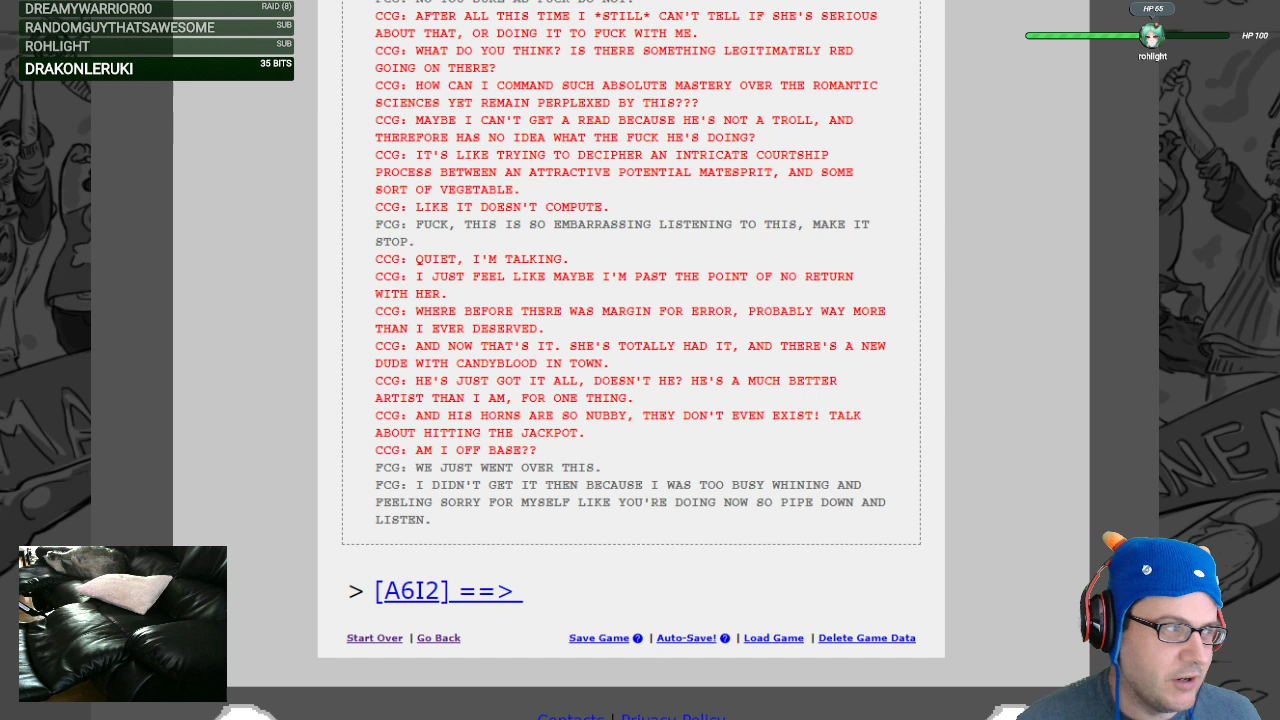 DREAMYWARRIOR00 RAID (8)
RANDOMGUYTHATSAWESOME SUB
ROHLIGHT SUB
DRAKONLERUKI 35 BITS
HP 65
HP 100
rohlight
CCG: AFTER ALL THIS TIME I *STILL* CAN'T TELL IF SHE'S SERIOUS
ABOUT THAT, OR DOING IT TO FUCK WITH ME.
CCG: WHAT DO YOU THINK? IS THERE SOMETHING LEGITIMATELY RED
GOING ON THERE?
CCG: HOW CAN I COMMAND SUCH ABSOLUTE MASTERY OVER THE ROMANTIC
SCIENCES YET REMAIN PERPLEXED BY THIS???
CCG: MAYBE I CAN'T GET A READ BECAUSE HE'S NOT A TROLL, AND
THEREFORE HAS NO IDEA WHAT THE FUCK HE'S DOING?
CCG: IT'S LIKE TRYING TO DECIPHER AN INTRICATE COURTSHIP
PROCESS BETWEEN AN ATTRACTIVE POTENTIAL MATESPRIT, AND SOME
SORT OF VEGETABLE.
CCG: LIKE IT DOESN'T COMPUTE.
FCG: FUCK, THIS IS SO EMBARRASSING LISTENING TO THIS, MAKE IT
STOP.
CCG: QUIET, I'M TALKING.
CCG: I JUST FEEL LIKE MAYBE I'M PAST THE POINT OF NO RETURN
WITH HER.
CCG: WHERE BEFORE THERE WAS MARGIN FOR ERROR, PROBABLY WAY MORE
THAN I EVER DESERVED.
CCG: AND NOW THAT'S IT. SHE'S TOTALLY HAD IT, AND THERE'S A NEW
DUDE WITH CANDYBLOOD IN TOWN.
CCG: HE'S JUST GOT IT ALL, DOESN'T HE? HE'S A MUCH BETTER
ARTIST THAN I AM, FOR ONE THING.
CCG: AND HIS HORNS ARE SO NUBBY, THEY DON'T EVEN EXIST! TALK
ABOUT HITTING THE JACKPOT.
CCG: AM I OFF BASE??
FCG: WE JUST WENT OVER THIS.
FCG: I DIDN'T GET IT THEN BECAUSE I WAS TOO BUSY WHINING AND
FEELING SORRY FOR MYSELF LIKE YOU'RE DOING NOW SO PIPE DOWN AND
LISTEN.
> [A6I2] ==>
Start Over | Go Back
Save Game ? | Auto-Save! ? | Load Game | Delete Game Data
Contacts | Privacy Policy